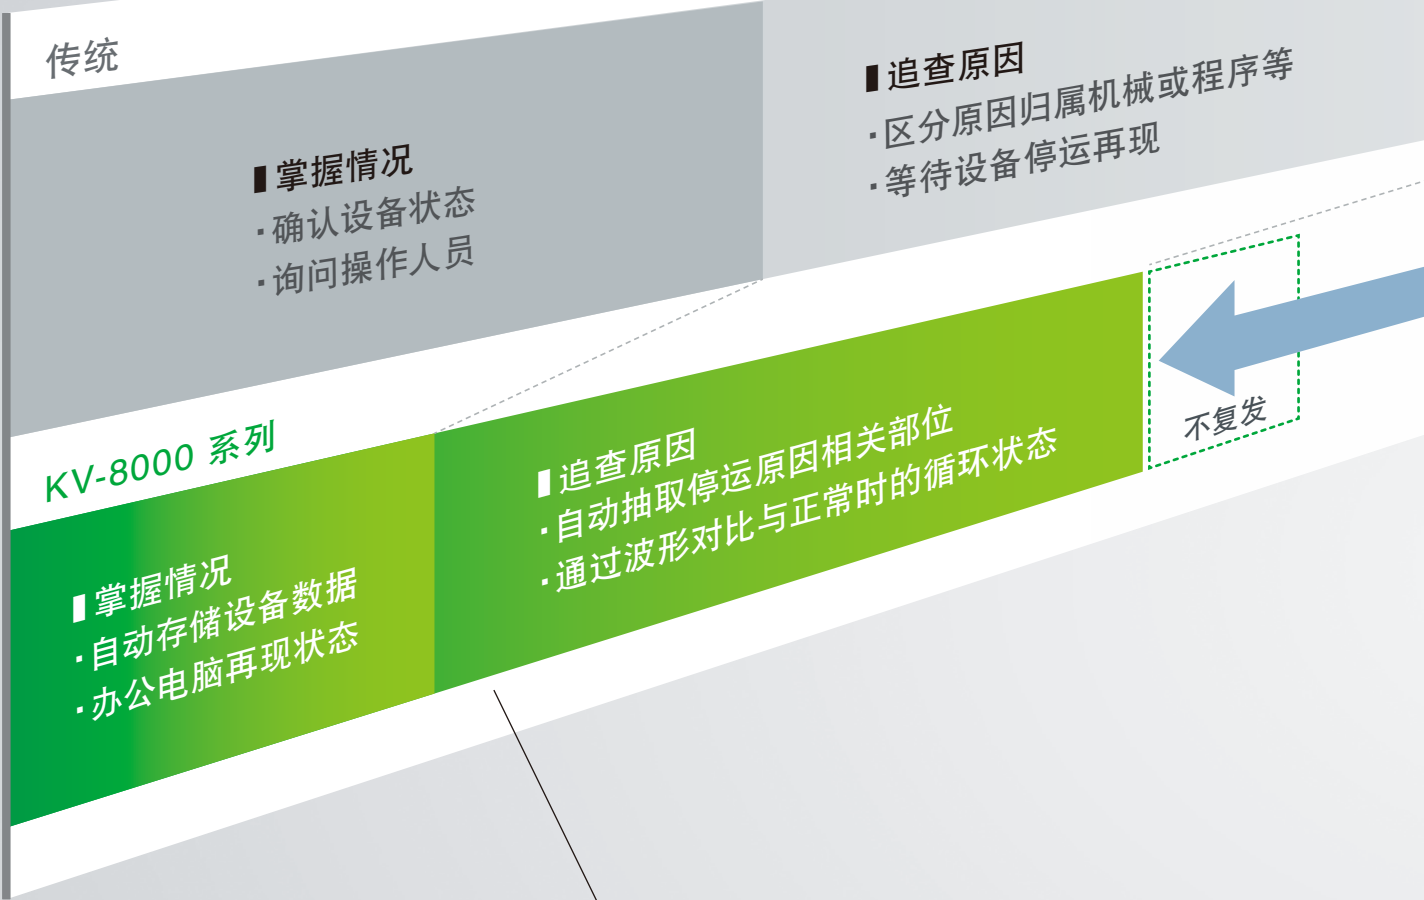 传统
▮掌握情况
·确认设备状态
·询问操作人员
▮追查原因
·区分原因归属机械或程序等
·等待设备停运再现
KV-8000 系列
▮掌握情况
·自动存储设备数据
·办公电脑再现状态
▮追查原因
·自动抽取停运原因相关部位
·通过波形对比与正常时的循环状态
不复发